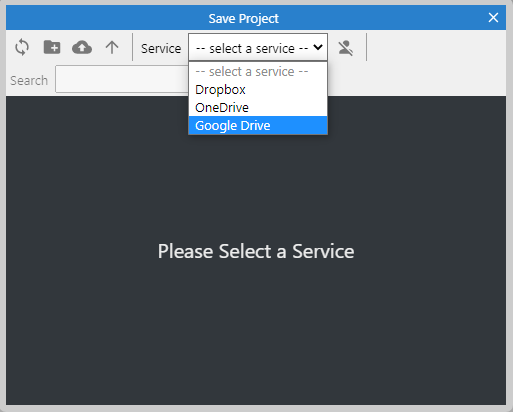 Save Project
Service
-- select a service --
-- select a service --
Dropbox
OneDrive
Google Drive
Search
Please Select a Service